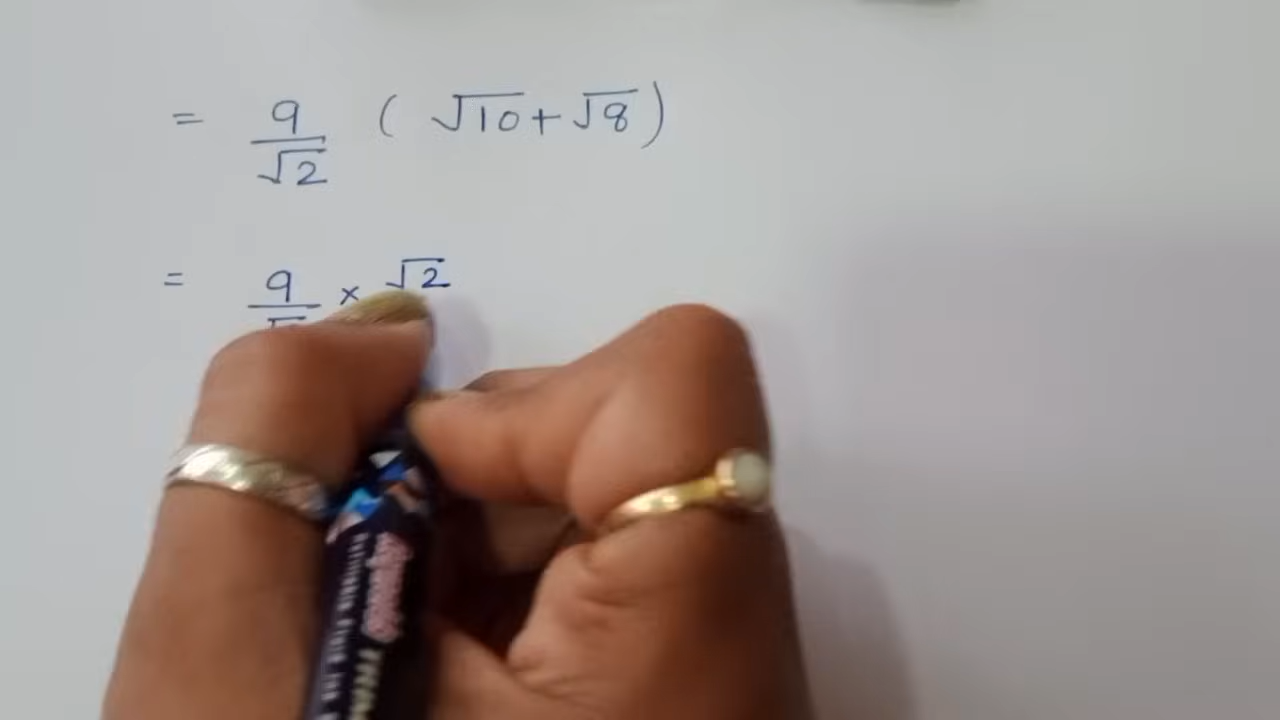 = 9/√2 ( √10 + √8 )
= 9/√ × √2